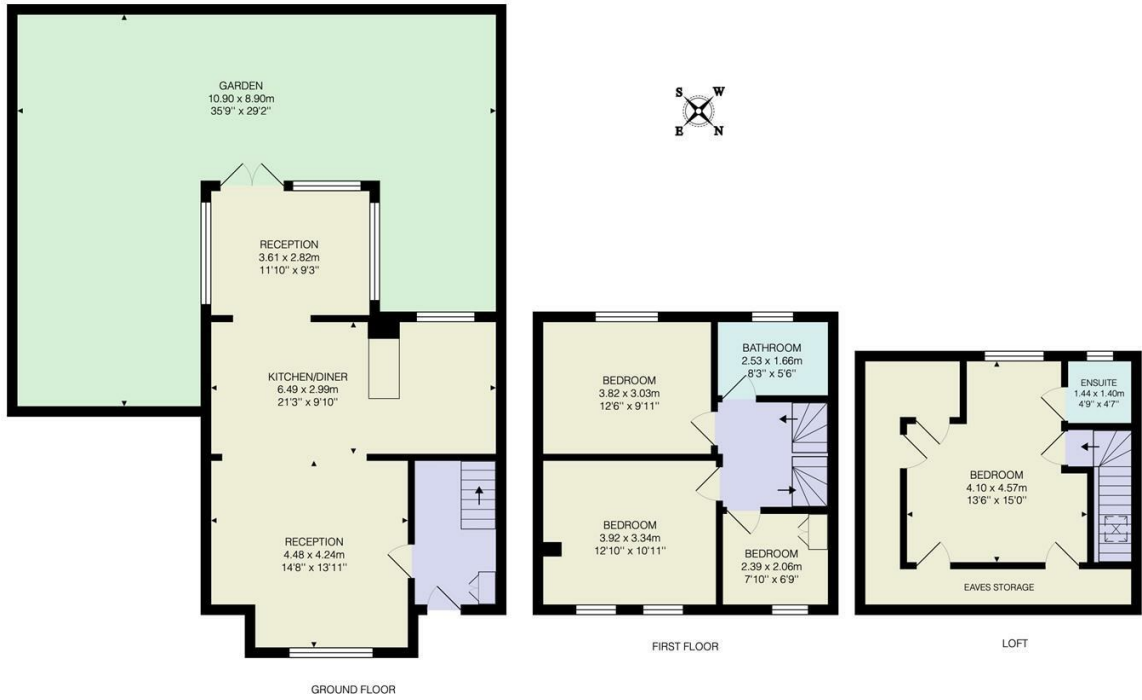 GARDEN
10.90 x 8.90m
35'9'' x 29'2''
S W
E N
RECEPTION
3.61 x 2.82m
11'10'' x 9'3''
KITCHEN/DINER
6.49 x 2.99m
21'3'' x 9'10''
RECEPTION
4.48 x 4.24m
14'8'' x 13'11''
GROUND FLOOR
BEDROOM
3.82 x 3.03m
12'6'' x 9'11''
BATHROOM
2.53 x 1.66m
8'3'' x 5'6''
BEDROOM
3.92 x 3.34m
12'10'' x 10'11''
BEDROOM
2.39 x 2.06m
7'10'' x 6'9''
FIRST FLOOR
ENSUITE
1.44 x 1.40m
4'9'' x 4'7''
BEDROOM
4.10 x 4.57m
13'6'' x 15'0''
EAVES STORAGE
LOFT